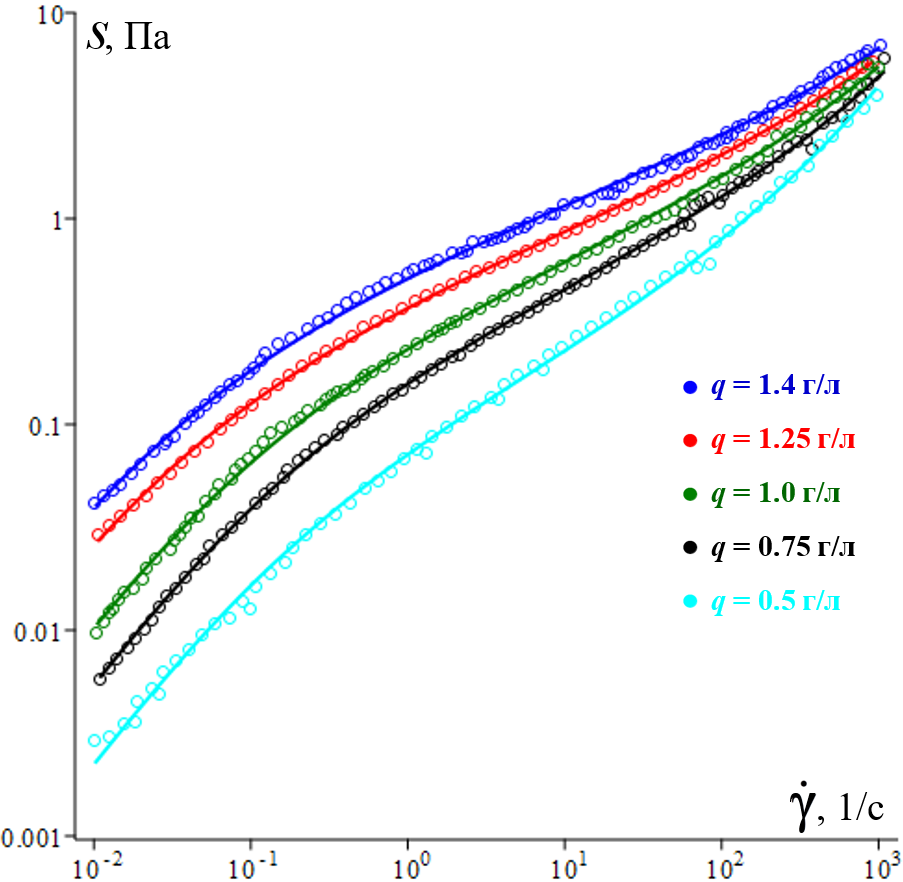 10
S, Па
1
0.1
q = 1.4 г/л
q = 1.25 г/л
q = 1.0 г/л
q = 0.75 г/л
q = 0.5 г/л
0.01
γ̇, 1/с
0.001
10⁻² 10⁻¹ 10⁰ 10¹ 10² 10³